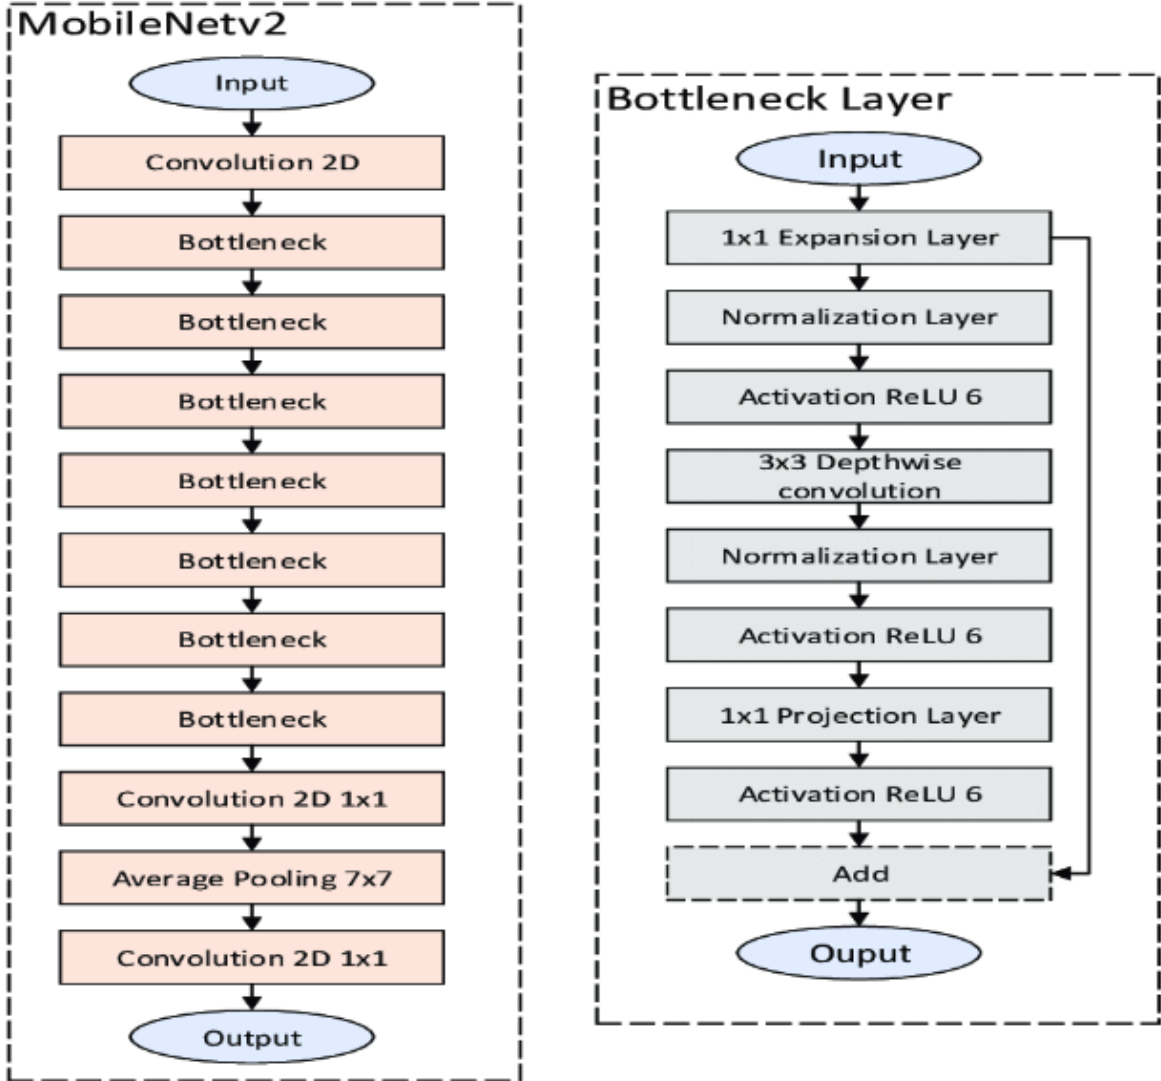 MobileNetv2
Input
Convolution 2D
Bottleneck
Bottleneck
Bottleneck
Bottleneck
Bottleneck
Bottleneck
Bottleneck
Convolution 2D 1x1
Average Pooling 7x7
Convolution 2D 1x1
Output
Bottleneck Layer
Input
1x1 Expansion Layer
Normalization Layer
Activation ReLU 6
3x3 Depthwise
convolution
Normalization Layer
Activation ReLU 6
1x1 Projection Layer
Activation ReLU 6
Add
Ouput